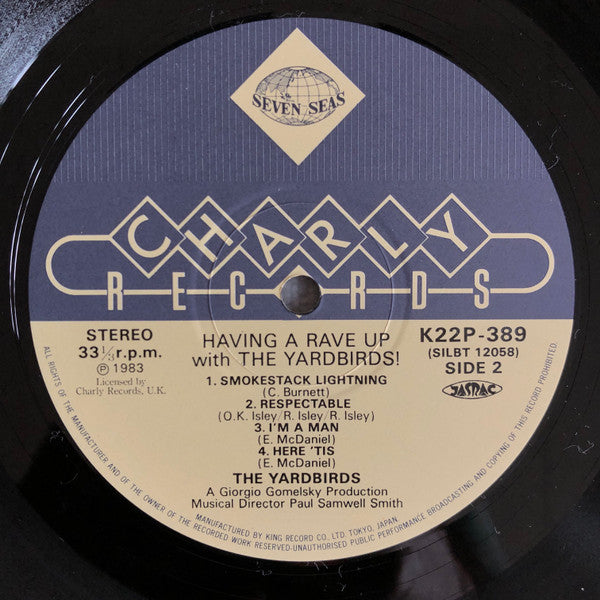 SEVEN SEAS
CHARLY
RECORDS
STEREO
33⅓r.p.m.
Ⓟ 1983
Licensed by
Charly Records, U.K.
HAVING A RAVE UP
with THE YARDBIRDS!
K22P-389
(SILBT 12058)
SIDE 2
JASRAC
1. SMOKESTACK LIGHTNING
(C. Burnett)
2. RESPECTABLE
(O.K. Isley/R. Isley/R. Isley)
3. I'M A MAN
(E. McDaniel)
4. HERE 'TIS
(E. McDaniel)
THE YARDBIRDS
A Giorgio Gomelsky Production
Musical Director Paul Samwell Smith
MANUFACTURED BY KING RECORD CO. LTD. TOKYO, JAPAN.
ALL RIGHTS OF THE MANUFACTURER AND OF THE OWNER OF THE RECORDED WORK RESERVED-UNAUTHORISED PUBLIC PERFORMANCE BROADCASTING AND COPYING OF THIS RECORD PROHIBITED.